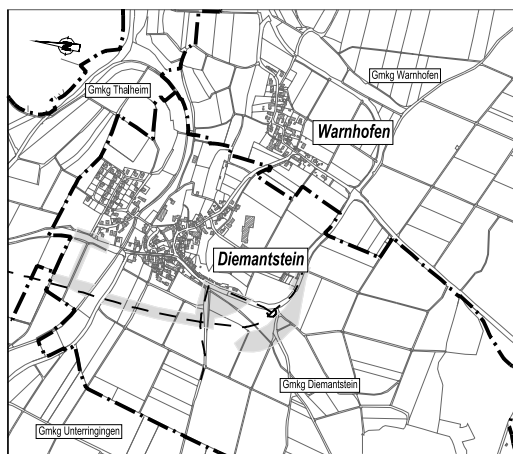 N
Gmkg Warnhofen
Gmkg Thalheim
Warnhofen
Diemantstein
Gmkg Diemantstein
Gmkg Unterringingen